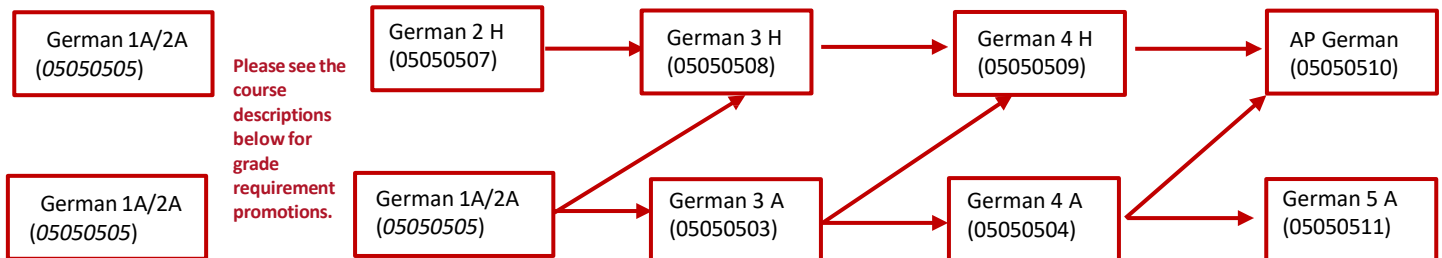 German 1A/2A
(05050505)
Please see the
course
descriptions
below for
grade
requirement
promotions.
German 2 H
(05050507)
German 3 H
(05050508)
German 4 H
(05050509)
AP German
(05050510)
German 1A/2A
(05050505)
German 1A/2A
(05050505)
German 3 A
(05050503)
German 4 A
(05050504)
German 5 A
(05050511)